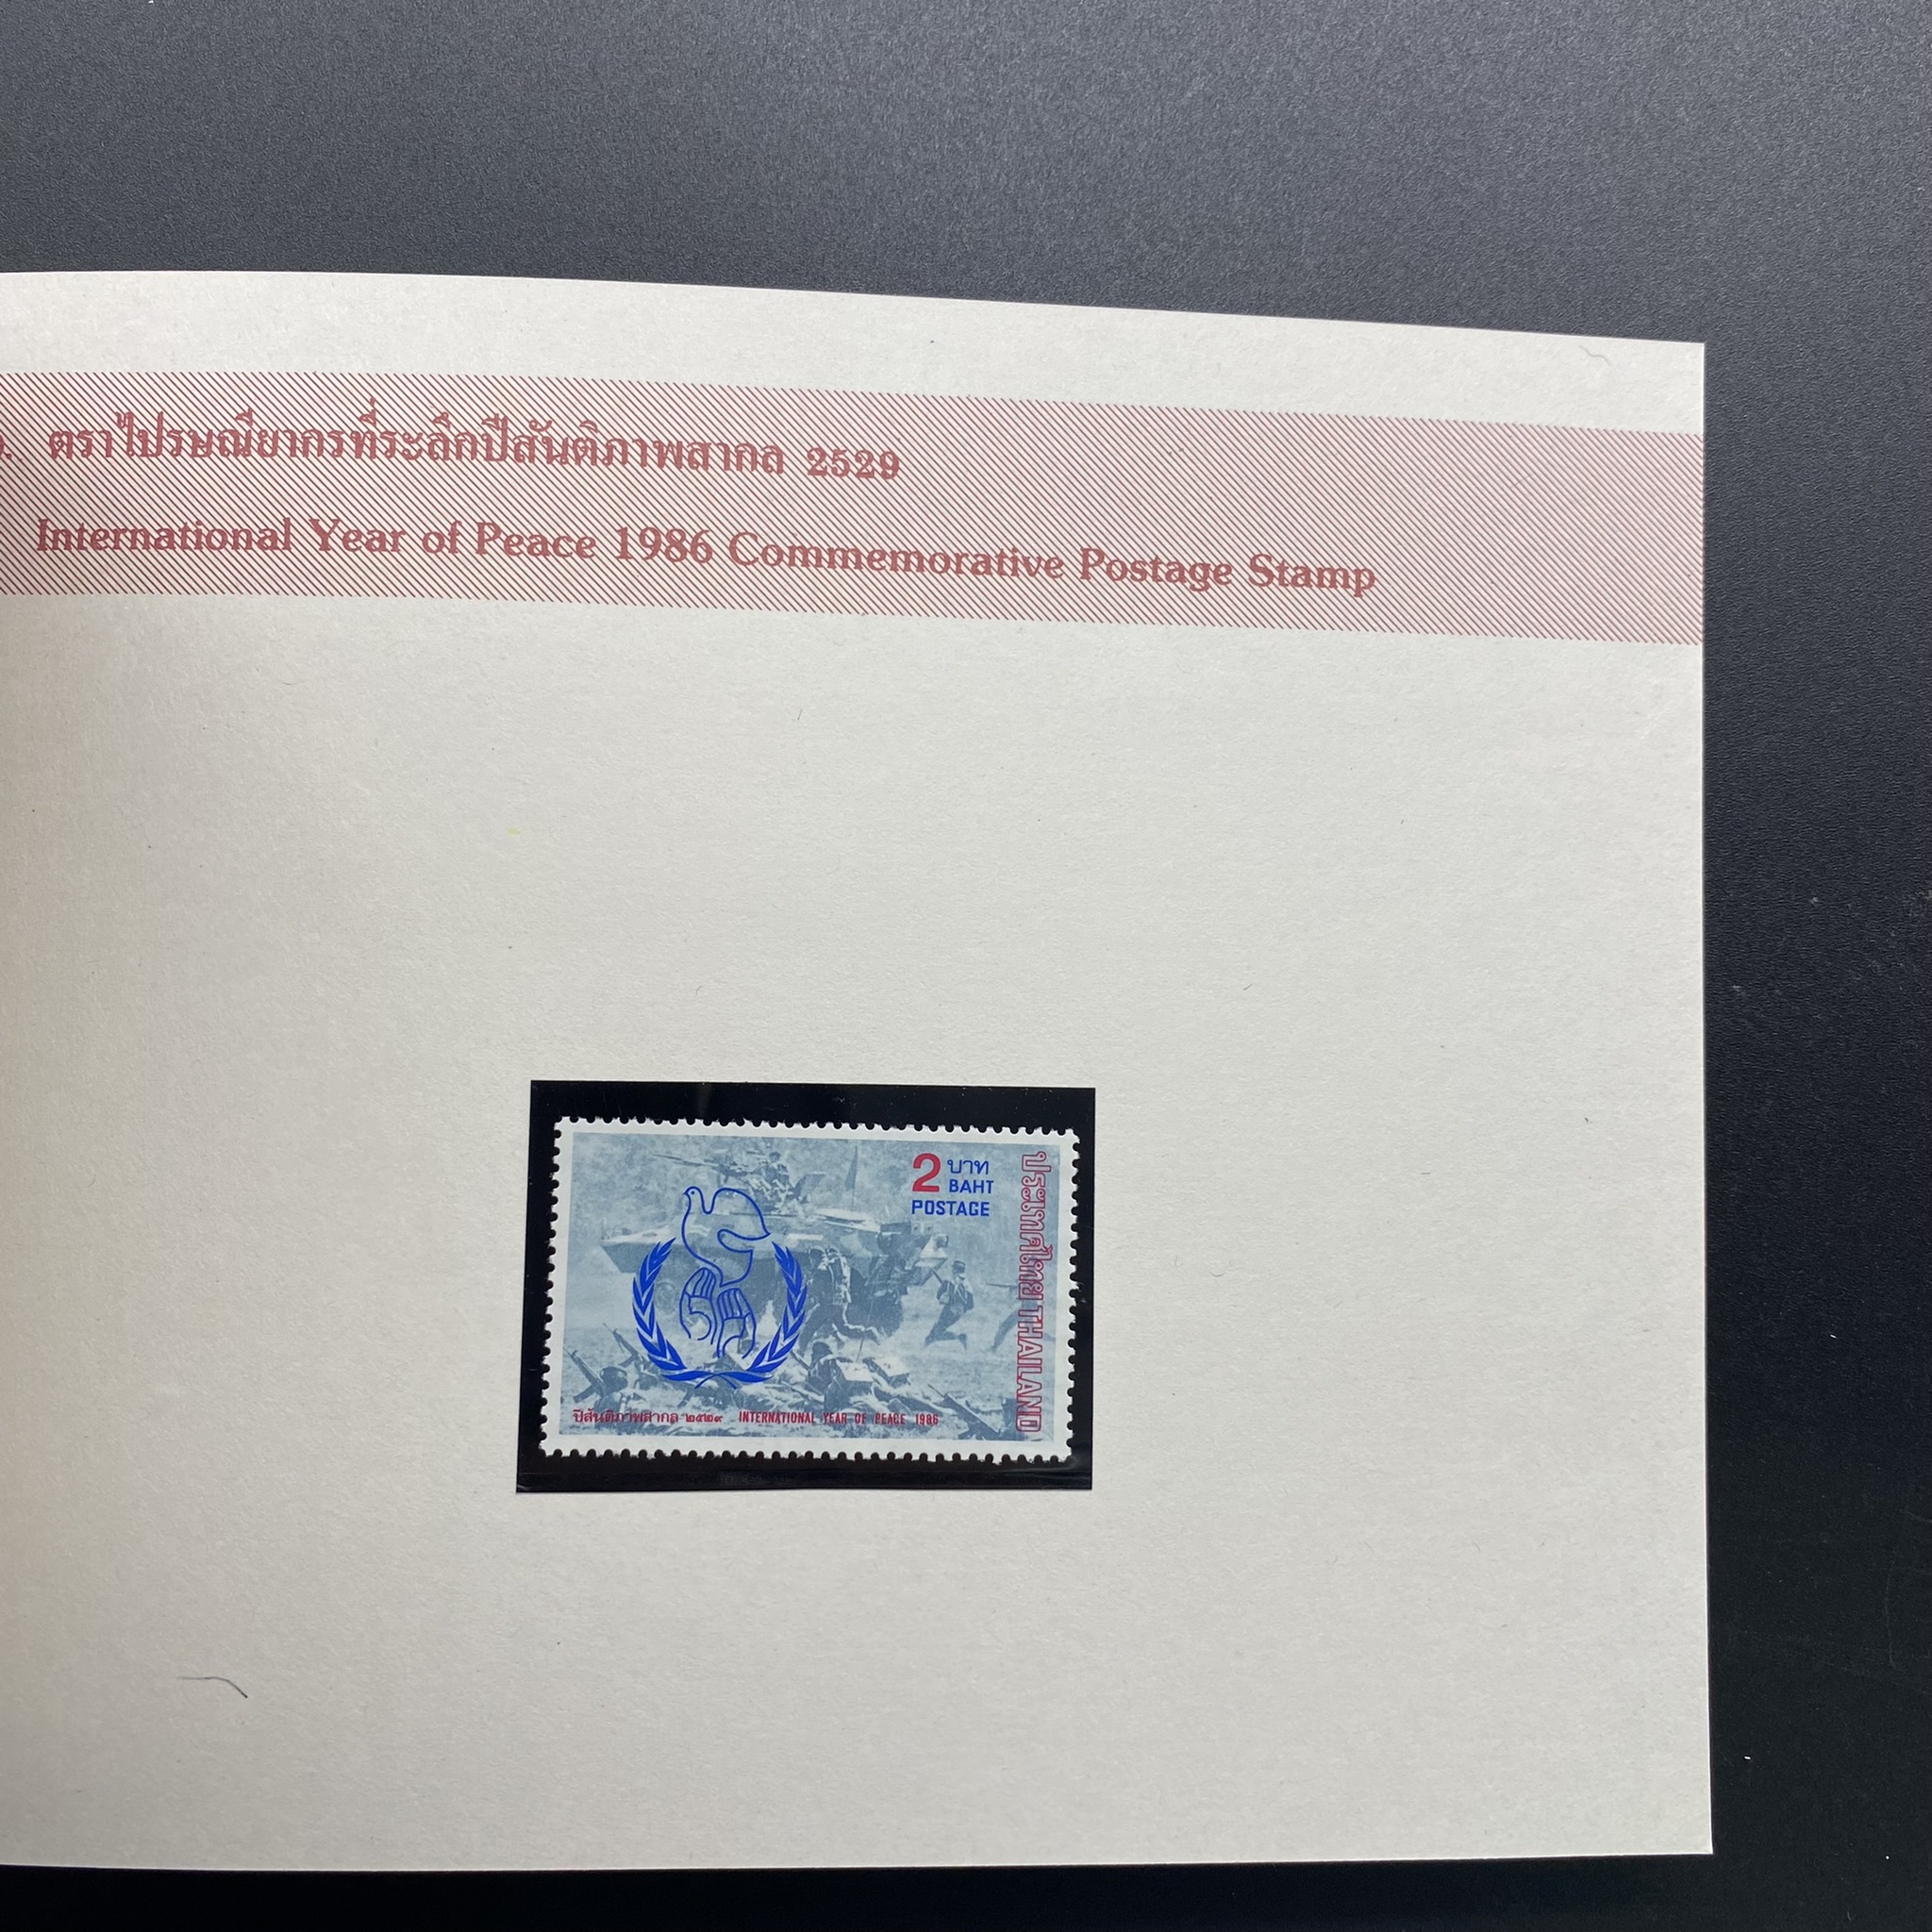 ตราไปรษณียากรที่ระลึกปีสันติภาพสากล 2529
International Year of Peace 1986 Commemorative Postage Stamp
2 บาท
BAHT
POSTAGE
ประเทศไทย THAILAND
ปีสันติภาพสากล ๒๕๒๙ INTERNATIONAL YEAR OF PEACE 1986